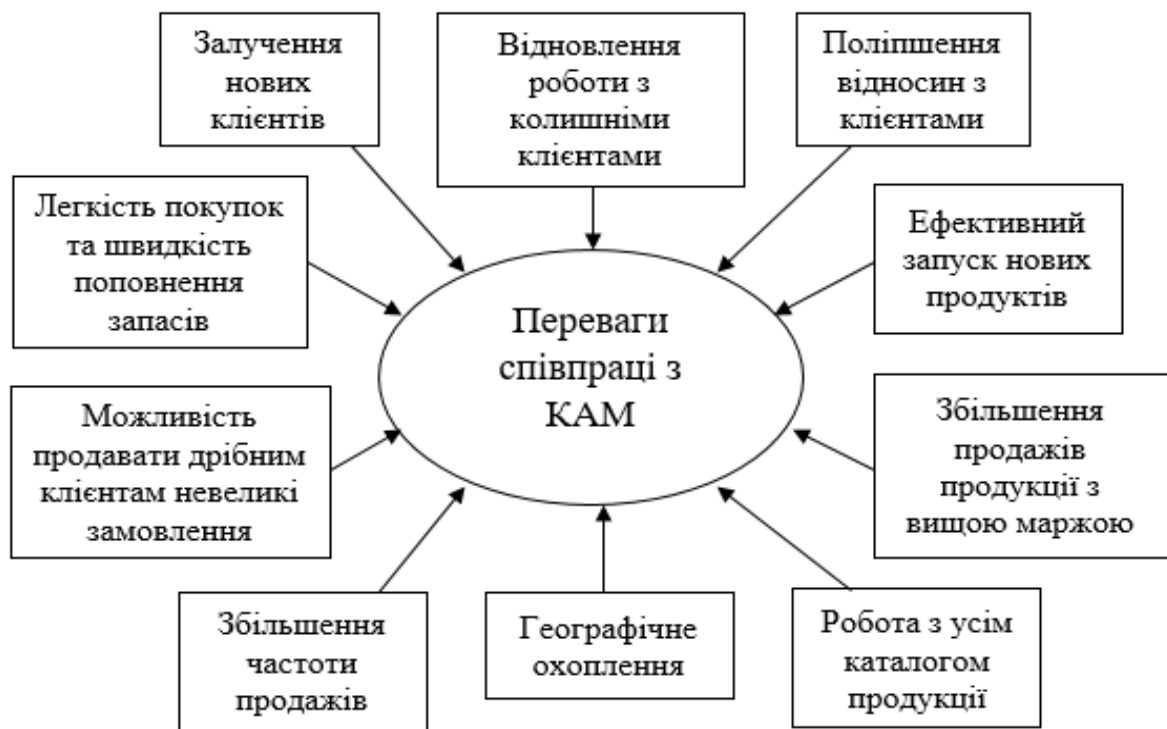 Залучення
нових
клієнтів
Відновлення
роботи з
колишніми
клієнтами
Поліпшення
відносин з
клієнтами
Легкість покупок
та швидкість
поповнення
запасів
Ефективний
запуск нових
продуктів
Переваги
співпраці з
КАМ
Можливість
продавати дрібним
клієнтам невеликі
замовлення
Збільшення
продажів
продукції з
вищою маржою
Збільшення
частоти
продажів
Географічне
охоплення
Робота з усім
каталогом
продукції